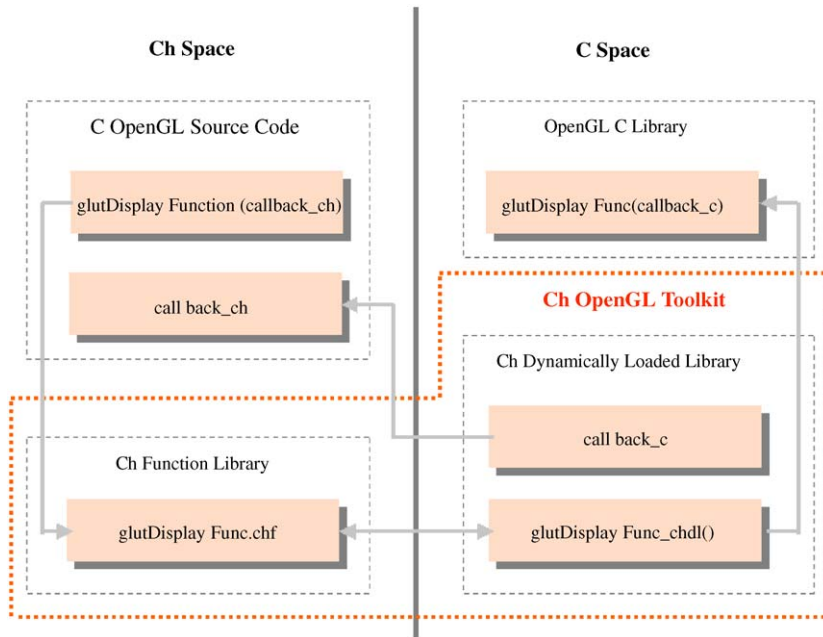 Ch Space
C Space
C OpenGL Source Code
glutDisplay Function (callback_ch)
call back_ch
OpenGL C Library
glutDisplay Func(callback_c)
Ch OpenGL Toolkit
Ch Dynamically Loaded Library
call back_c
Ch Function Library
glutDisplay Func.chf
glutDisplay Func_chdl()